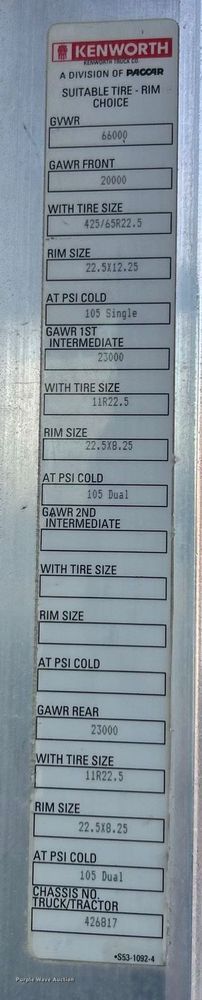 KENWORTH
KENWORTH TRUCK CO.
A DIVISION OF PACCAR
SUITABLE TIRE - RIM
CHOICE
GVWR
66000
GAWR FRONT
20000
WITH TIRE SIZE
425/65R22.5
RIM SIZE
22.5X12.25
AT PSI COLD
105 Single
GAWR 1ST
INTERMEDIATE
23000
WITH TIRE SIZE
11R22.5
RIM SIZE
22.5X8.25
AT PSI COLD
105 Dual
GAWR 2ND
INTERMEDIATE
WITH TIRE SIZE
RIM SIZE
AT PSI COLD
GAWR REAR
23000
WITH TIRE SIZE
11R22.5
RIM SIZE
22.5X8.25
AT PSI COLD
105 Dual
CHASSIS NO.
TRUCK/TRACTOR
426817
*S53-1092-4
Purple Wave Auction